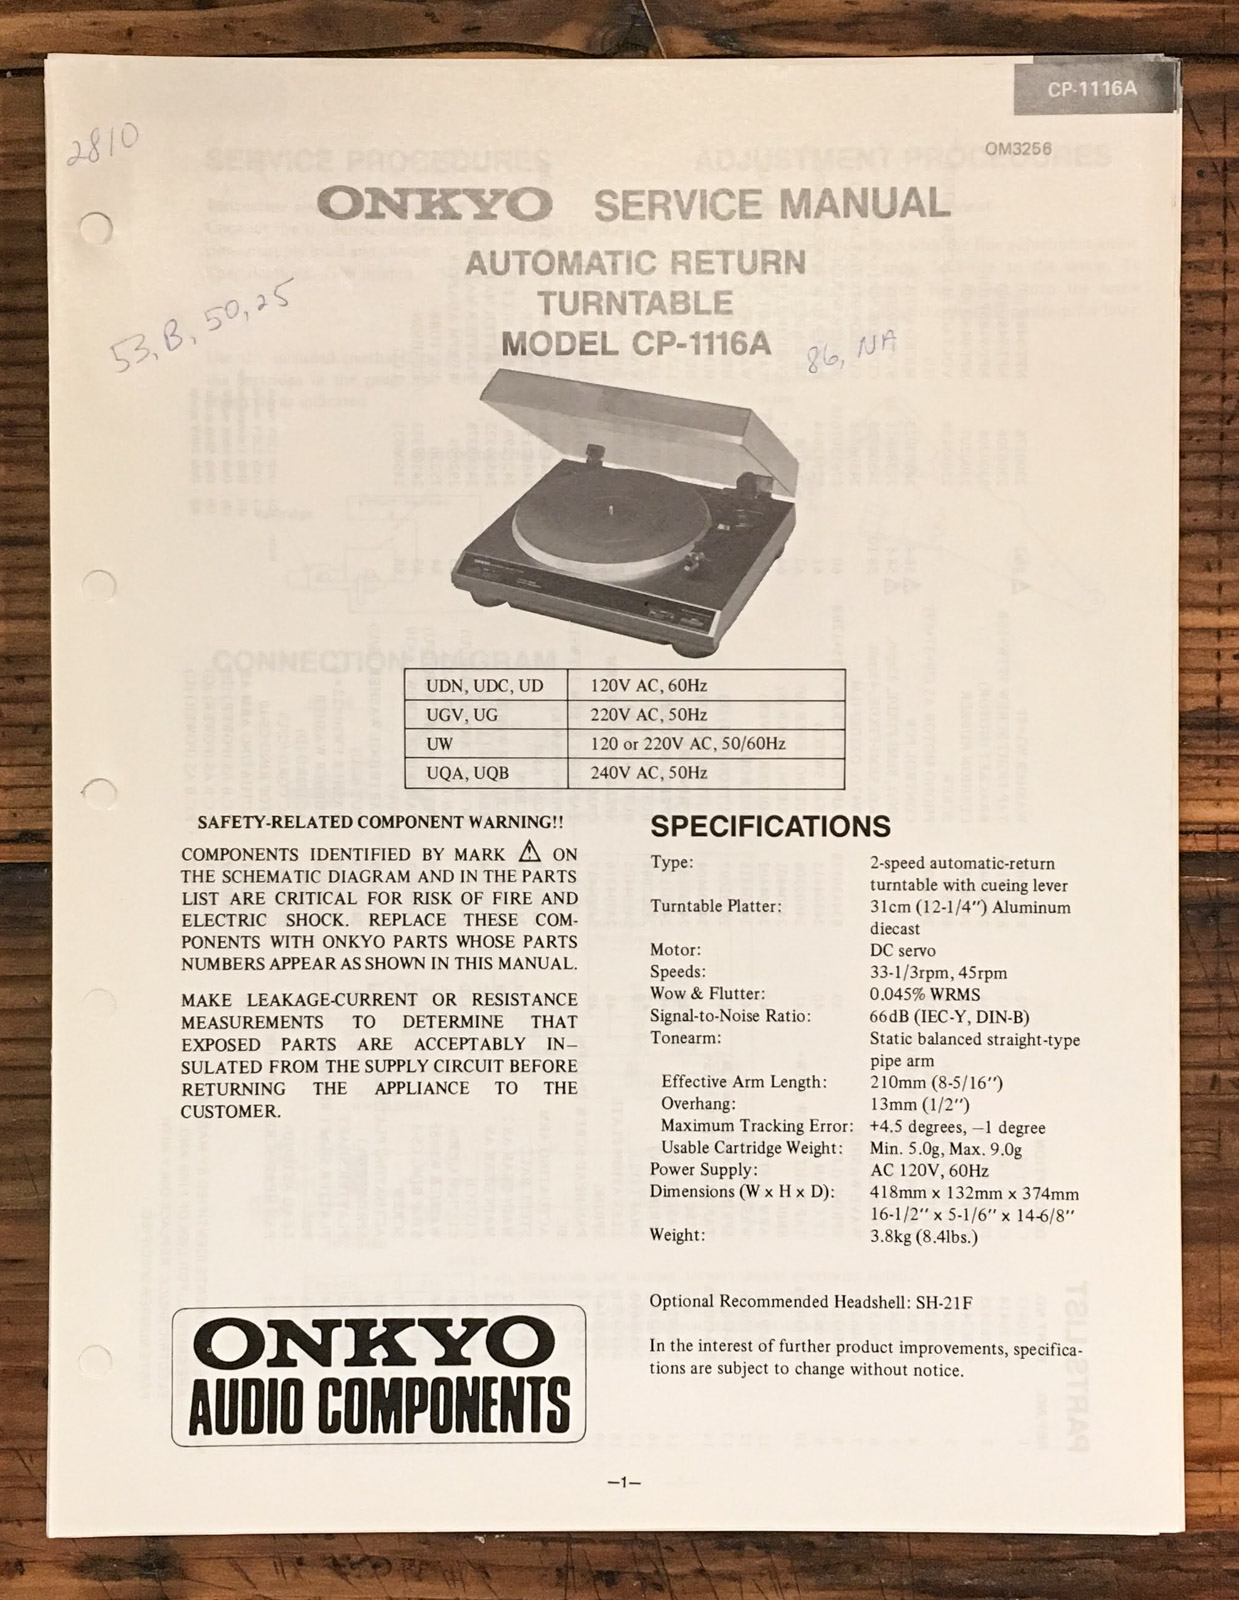 CP-1116A
OM3256
2810
ONKYO SERVICE MANUAL
AUTOMATIC RETURN
TURNTABLE
MODEL CP-1116A
53, B, 50, 25
86, NA
UDN, UDC, UD 120V AC, 60Hz
UGV, UG 220V AC, 50Hz
UW 120 or 220V AC, 50/60Hz
UQA, UQB 240V AC, 50Hz
SAFETY-RELATED COMPONENT WARNING!!
COMPONENTS IDENTIFIED BY MARK ⚠ ON
THE SCHEMATIC DIAGRAM AND IN THE PARTS
LIST ARE CRITICAL FOR RISK OF FIRE AND
ELECTRIC SHOCK. REPLACE THESE COM-
PONENTS WITH ONKYO PARTS WHOSE PARTS
NUMBERS APPEAR AS SHOWN IN THIS MANUAL.
MAKE LEAKAGE-CURRENT OR RESISTANCE
MEASUREMENTS TO DETERMINE THAT
EXPOSED PARTS ARE ACCEPTABLY IN–
SULATED FROM THE SUPPLY CIRCUIT BEFORE
RETURNING THE APPLIANCE TO THE
CUSTOMER.
SPECIFICATIONS
Type: 2-speed automatic-return
turntable with cueing lever
Turntable Platter: 31cm (12-1/4") Aluminum
diecast
Motor: DC servo
Speeds: 33-1/3rpm, 45rpm
Wow & Flutter: 0.045% WRMS
Signal-to-Noise Ratio: 66dB (IEC-Y, DIN-B)
Tonearm: Static balanced straight-type
pipe arm
Effective Arm Length: 210mm (8-5/16")
Overhang: 13mm (1/2")
Maximum Tracking Error: +4.5 degrees, –1 degree
Usable Cartridge Weight: Min. 5.0g, Max. 9.0g
Power Supply: AC 120V, 60Hz
Dimensions (W x H x D): 418mm x 132mm x 374mm
16-1/2" x 5-1/6" x 14-6/8"
Weight: 3.8kg (8.4lbs.)
Optional Recommended Headshell: SH-21F
In the interest of further product improvements, specifica-
tions are subject to change without notice.
ONKYO
AUDIO COMPONENTS
–1–